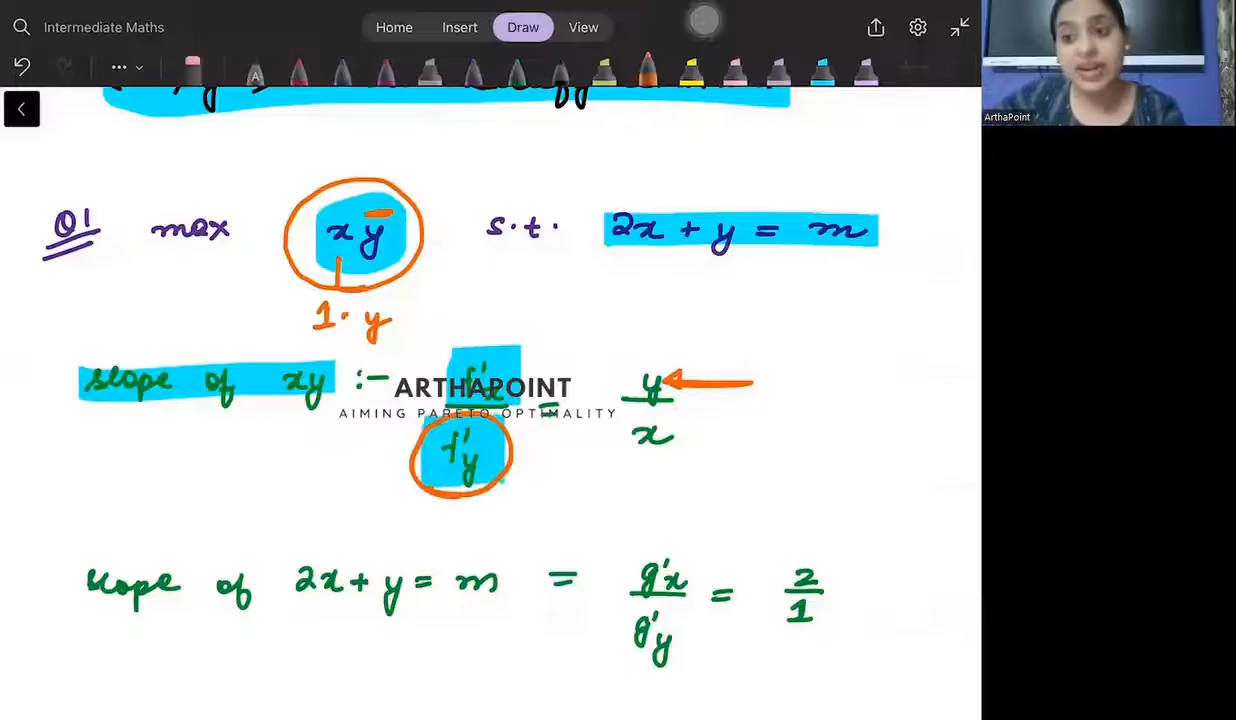 Intermediate Maths
Home Insert Draw View
A
ArthaPoint
Q1 max xy s.t. 2x + y = m
1. y
slope of xy :- f'x / f'y = y / x
ARTHAPOINT
AIMING PARETO OPTIMALITY
slope of 2x + y = m = g'x / g'y = 2 / 1